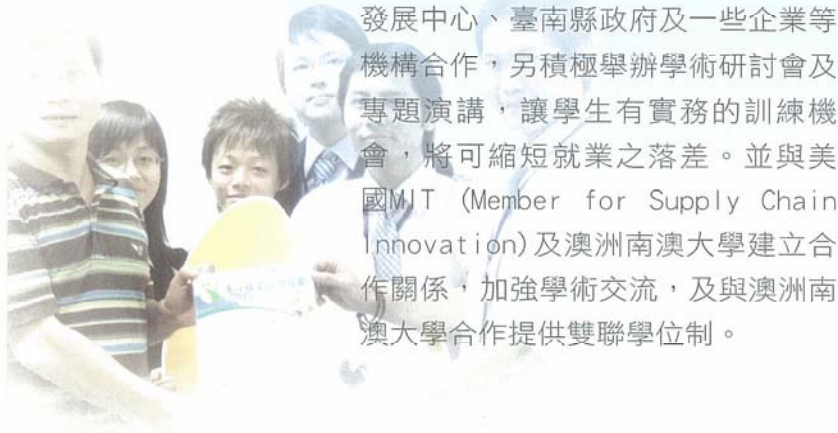 發展中心、臺南縣政府及一些企業等
機構合作，另積極舉辦學術研討會及
專題演講，讓學生有實務的訓練機
會，將可縮短就業之落差。並與美
國MIT (Member for Supply Chain
Innovation)及澳洲南澳大學建立合
作關係，加強學術交流，及與澳洲南
澳大學合作提供雙聯學位制。